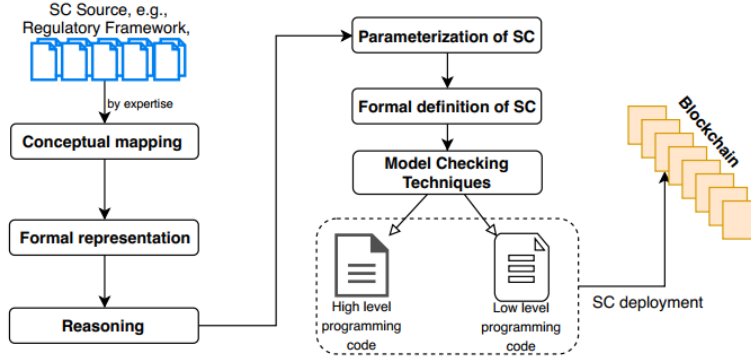 SC Source, e.g.,
Regulatory Framework,
by expertise
Conceptual mapping
Formal representation
Reasoning
Parameterization of SC
Formal definition of SC
Model Checking
Techniques
High level
programming
code
Low level
programming
code
SC deployment
Blockchain